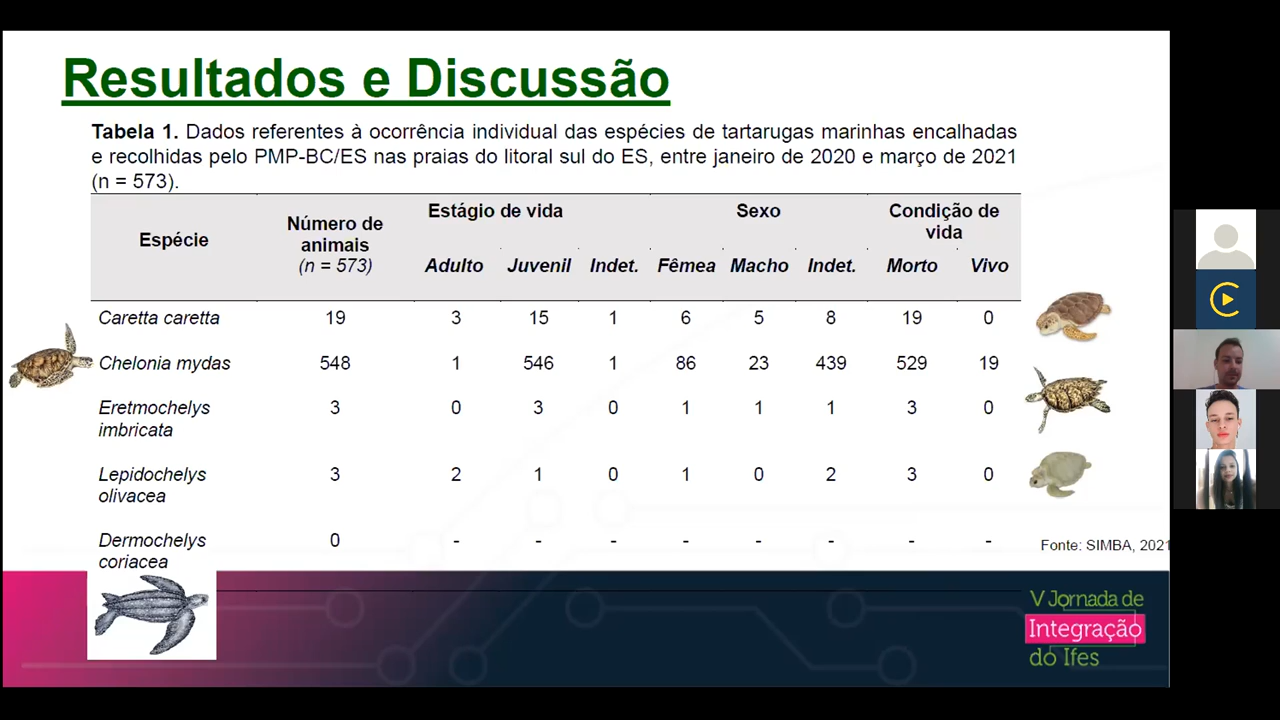 Resultados e Discussão
Tabela 1. Dados referentes à ocorrência individual das espécies de tartarugas marinhas encalhadas
e recolhidas pelo PMP-BC/ES nas praias do litoral sul do ES, entre janeiro de 2020 e março de 2021
(n = 573).
Espécie Número de animais (n = 573) Estágio de vida Sexo Condição de vida
Adulto Juvenil Indet. Fêmea Macho Indet. Morto Vivo
Caretta caretta 19 3 15 1 6 5 8 19 0
Chelonia mydas 548 1 546 1 86 23 439 529 19
Eretmochelys imbricata 3 0 3 0 1 1 1 3 0
Lepidochelys olivacea 3 2 1 0 1 0 2 3 0
Dermochelys coriacea 0 - - - - - - - -
Fonte: SIMBA, 2021
V Jornada de
Integração
do Ifes